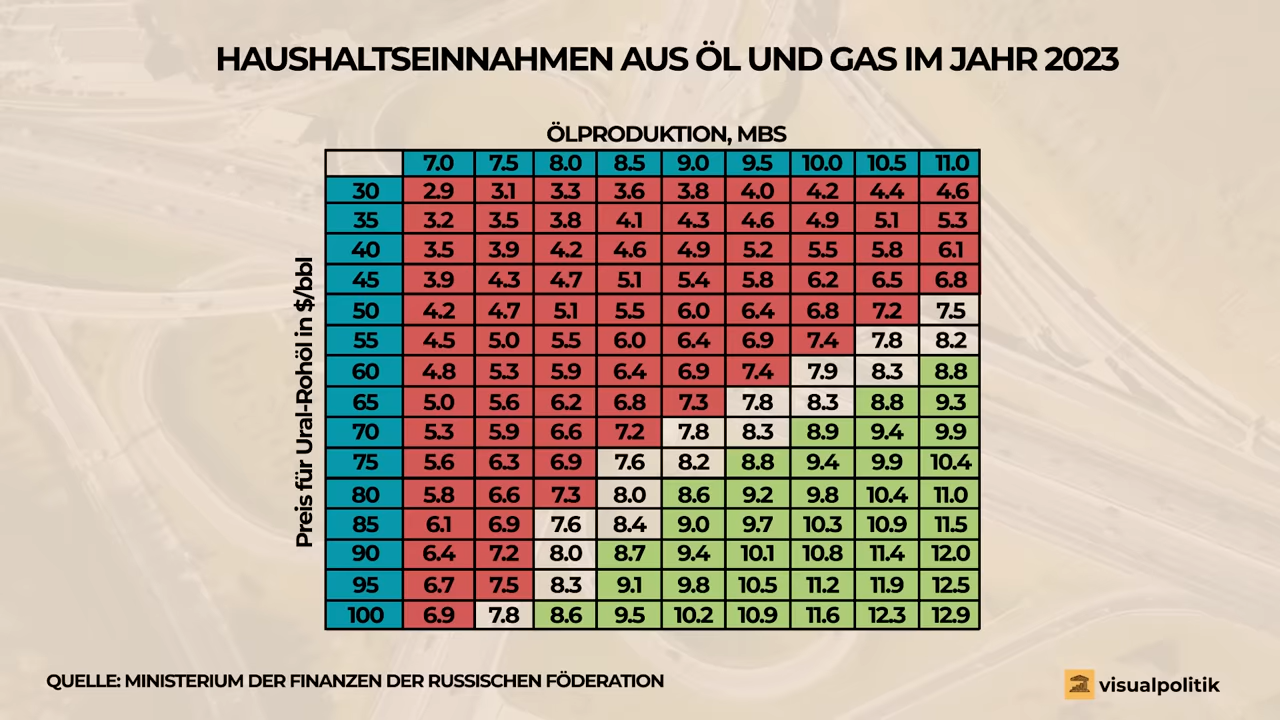 HAUSHALTSEINNAHMEN AUS ÖL UND GAS IM JAHR 2023
ÖLPRODUKTION, MBS
7.0 7.5 8.0 8.5 9.0 9.5 10.0 10.5 11.0
Preis für Ural-Rohöl in $/bbl
30 2.9 3.1 3.3 3.6 3.8 4.0 4.2 4.4 4.6
35 3.2 3.5 3.8 4.1 4.3 4.6 4.9 5.1 5.3
40 3.5 3.9 4.2 4.6 4.9 5.2 5.5 5.8 6.1
45 3.9 4.3 4.7 5.1 5.4 5.8 6.2 6.5 6.8
50 4.2 4.7 5.1 5.5 6.0 6.4 6.8 7.2 7.5
55 4.5 5.0 5.5 6.0 6.4 6.9 7.4 7.8 8.2
60 4.8 5.3 5.9 6.4 6.9 7.4 7.9 8.3 8.8
65 5.0 5.6 6.2 6.8 7.3 7.8 8.3 8.8 9.3
70 5.3 5.9 6.6 7.2 7.8 8.3 8.9 9.4 9.9
75 5.6 6.3 6.9 7.6 8.2 8.8 9.4 9.9 10.4
80 5.8 6.6 7.3 8.0 8.6 9.2 9.8 10.4 11.0
85 6.1 6.9 7.6 8.4 9.0 9.7 10.3 10.9 11.5
90 6.4 7.2 8.0 8.7 9.4 10.1 10.8 11.4 12.0
95 6.7 7.5 8.3 9.1 9.8 10.5 11.2 11.9 12.5
100 6.9 7.8 8.6 9.5 10.2 10.9 11.6 12.3 12.9
QUELLE: MINISTERIUM DER FINANZEN DER RUSSISCHEN FÖDERATION
visualpolitik